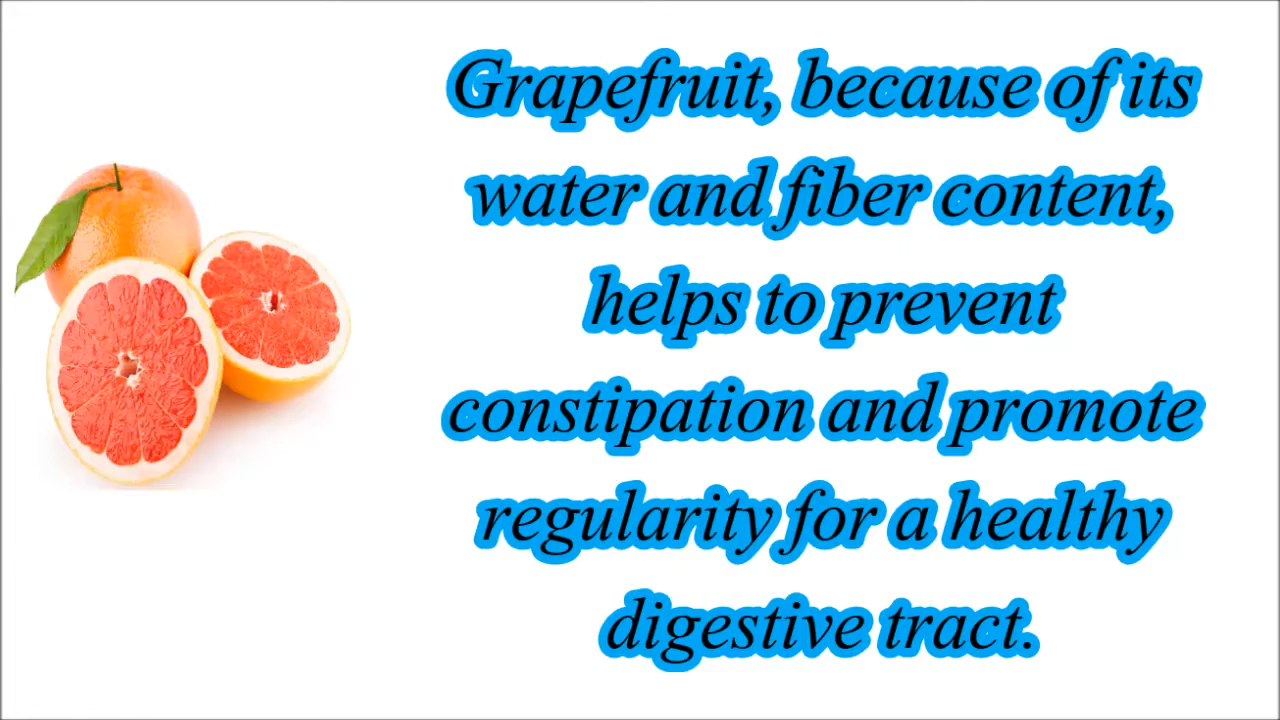 Grapefruit, because of its
water and fiber content,
helps to prevent
constipation and promote
regularity for a healthy
digestive tract.